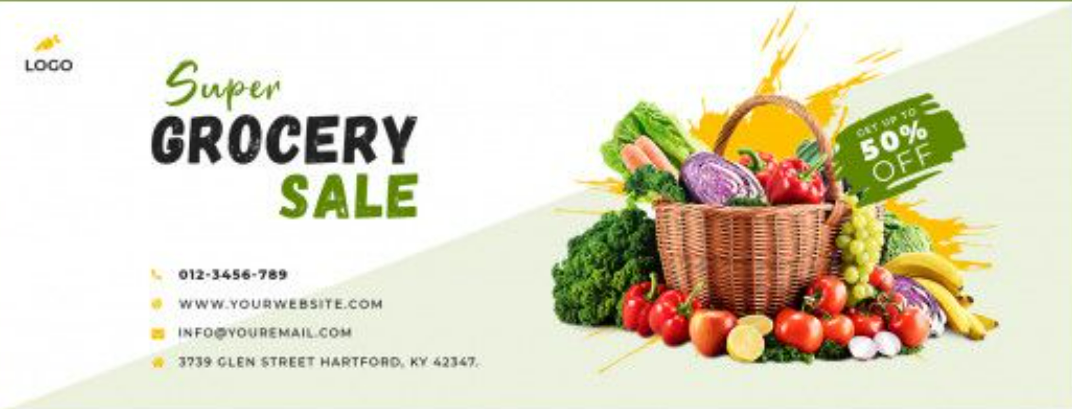 LOGO
Super
GROCERY
SALE
012-3456-789
WWW.YOURWEBSITE.COM
INFO@YOUREMAIL.COM
3739 GLEN STREET HARTFORD, KY 42347.
GET UP TO
50%
OFF